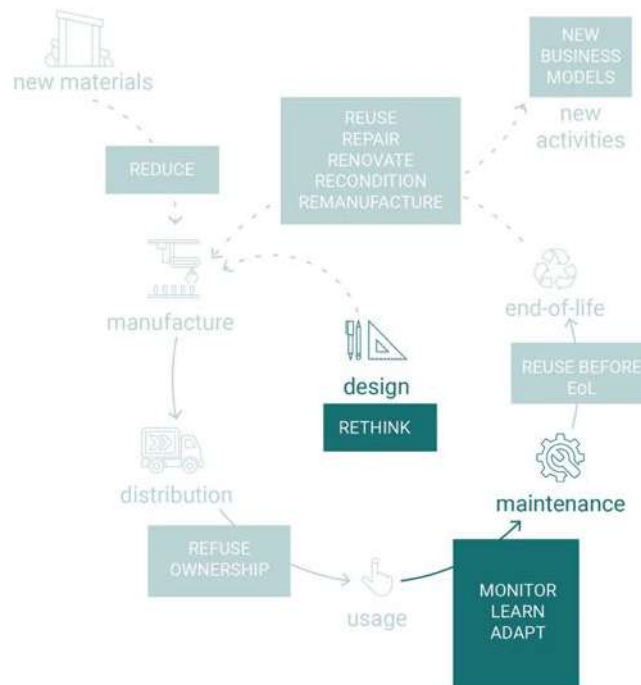 new materials
NEW
BUSINESS
MODELS
new
activities
REUSE
REPAIR
RENOVATE
RECONDITION
REMANUFACTURE
REDUCE
manufacture
end-of-life
design
RETHINK
REUSE BEFORE
EoL
distribution
maintenance
REFUSE
OWNERSHIP
usage
MONITOR
LEARN
ADAPT